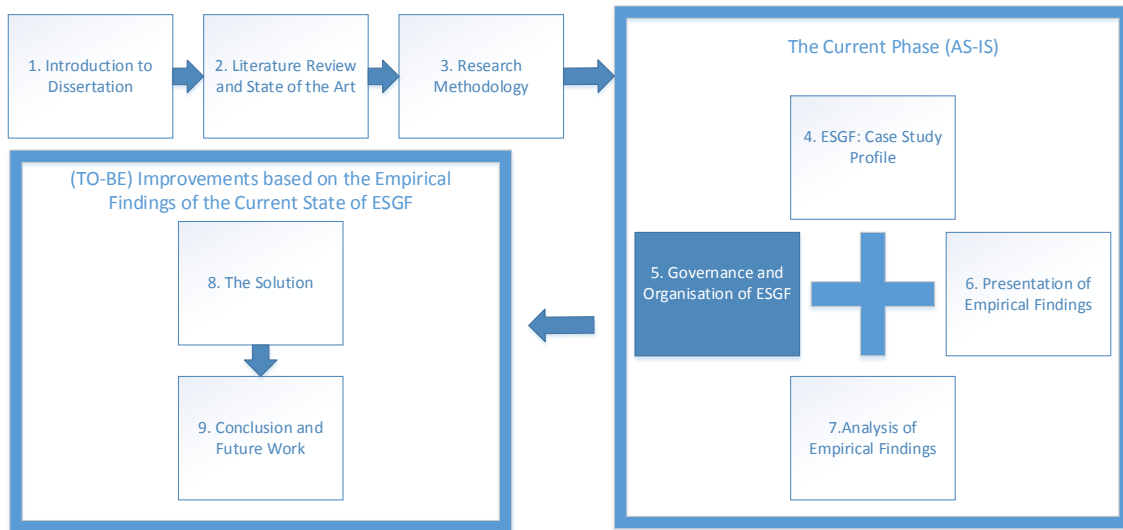 1. Introduction to
Dissertation
2. Literature Review
and State of the Art
3. Research
Methodology
The Current Phase (AS-IS)
4. ESGF: Case Study
Profile
5. Governance and
Organisation of ESGF
6. Presentation of
Empirical Findings
7.Analysis of
Empirical Findings
(TO-BE) Improvements based on the Empirical
Findings of the Current State of ESGF
8. The Solution
9. Conclusion and
Future Work